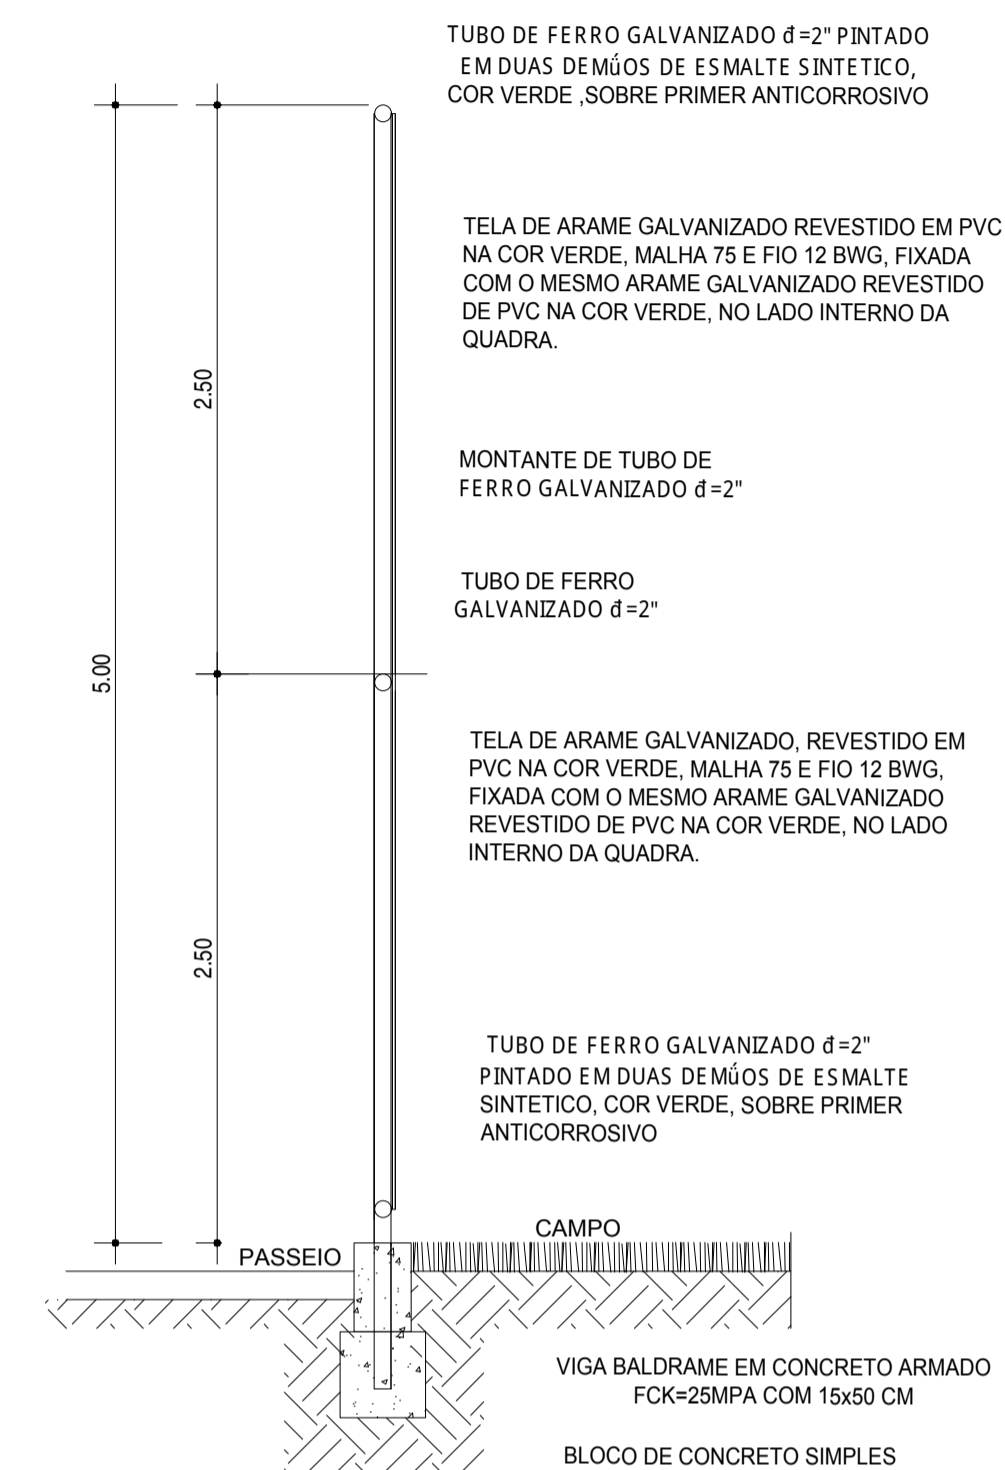 TUBO DE FERRO GALVANIZADO đ=2" PINTADO
EM DUAS DEMúOS DE ESMALTE SINTETICO,
COR VERDE ,SOBRE PRIMER ANTICORROSIVO
TELA DE ARAME GALVANIZADO REVESTIDO EM PVC
NA COR VERDE, MALHA 75 E FIO 12 BWG, FIXADA
COM O MESMO ARAME GALVANIZADO REVESTIDO
DE PVC NA COR VERDE, NO LADO INTERNO DA
QUADRA.
2.50
MONTANTE DE TUBO DE
FERRO GALVANIZADO đ=2"
TUBO DE FERRO
GALVANIZADO đ=2"
5.00
TELA DE ARAME GALVANIZADO, REVESTIDO EM
PVC NA COR VERDE, MALHA 75 E FIO 12 BWG,
FIXADA COM O MESMO ARAME GALVANIZADO
REVESTIDO DE PVC NA COR VERDE, NO LADO
INTERNO DA QUADRA.
2.50
TUBO DE FERRO GALVANIZADO đ=2"
PINTADO EM DUAS DEMúOS DE ESMALTE
SINTETICO, COR VERDE, SOBRE PRIMER
ANTICORROSIVO
CAMPO
PASSEIO
VIGA BALDRAME EM CONCRETO ARMADO
FCK=25MPA COM 15x50 CM
BLOCO DE CONCRETO SIMPLES